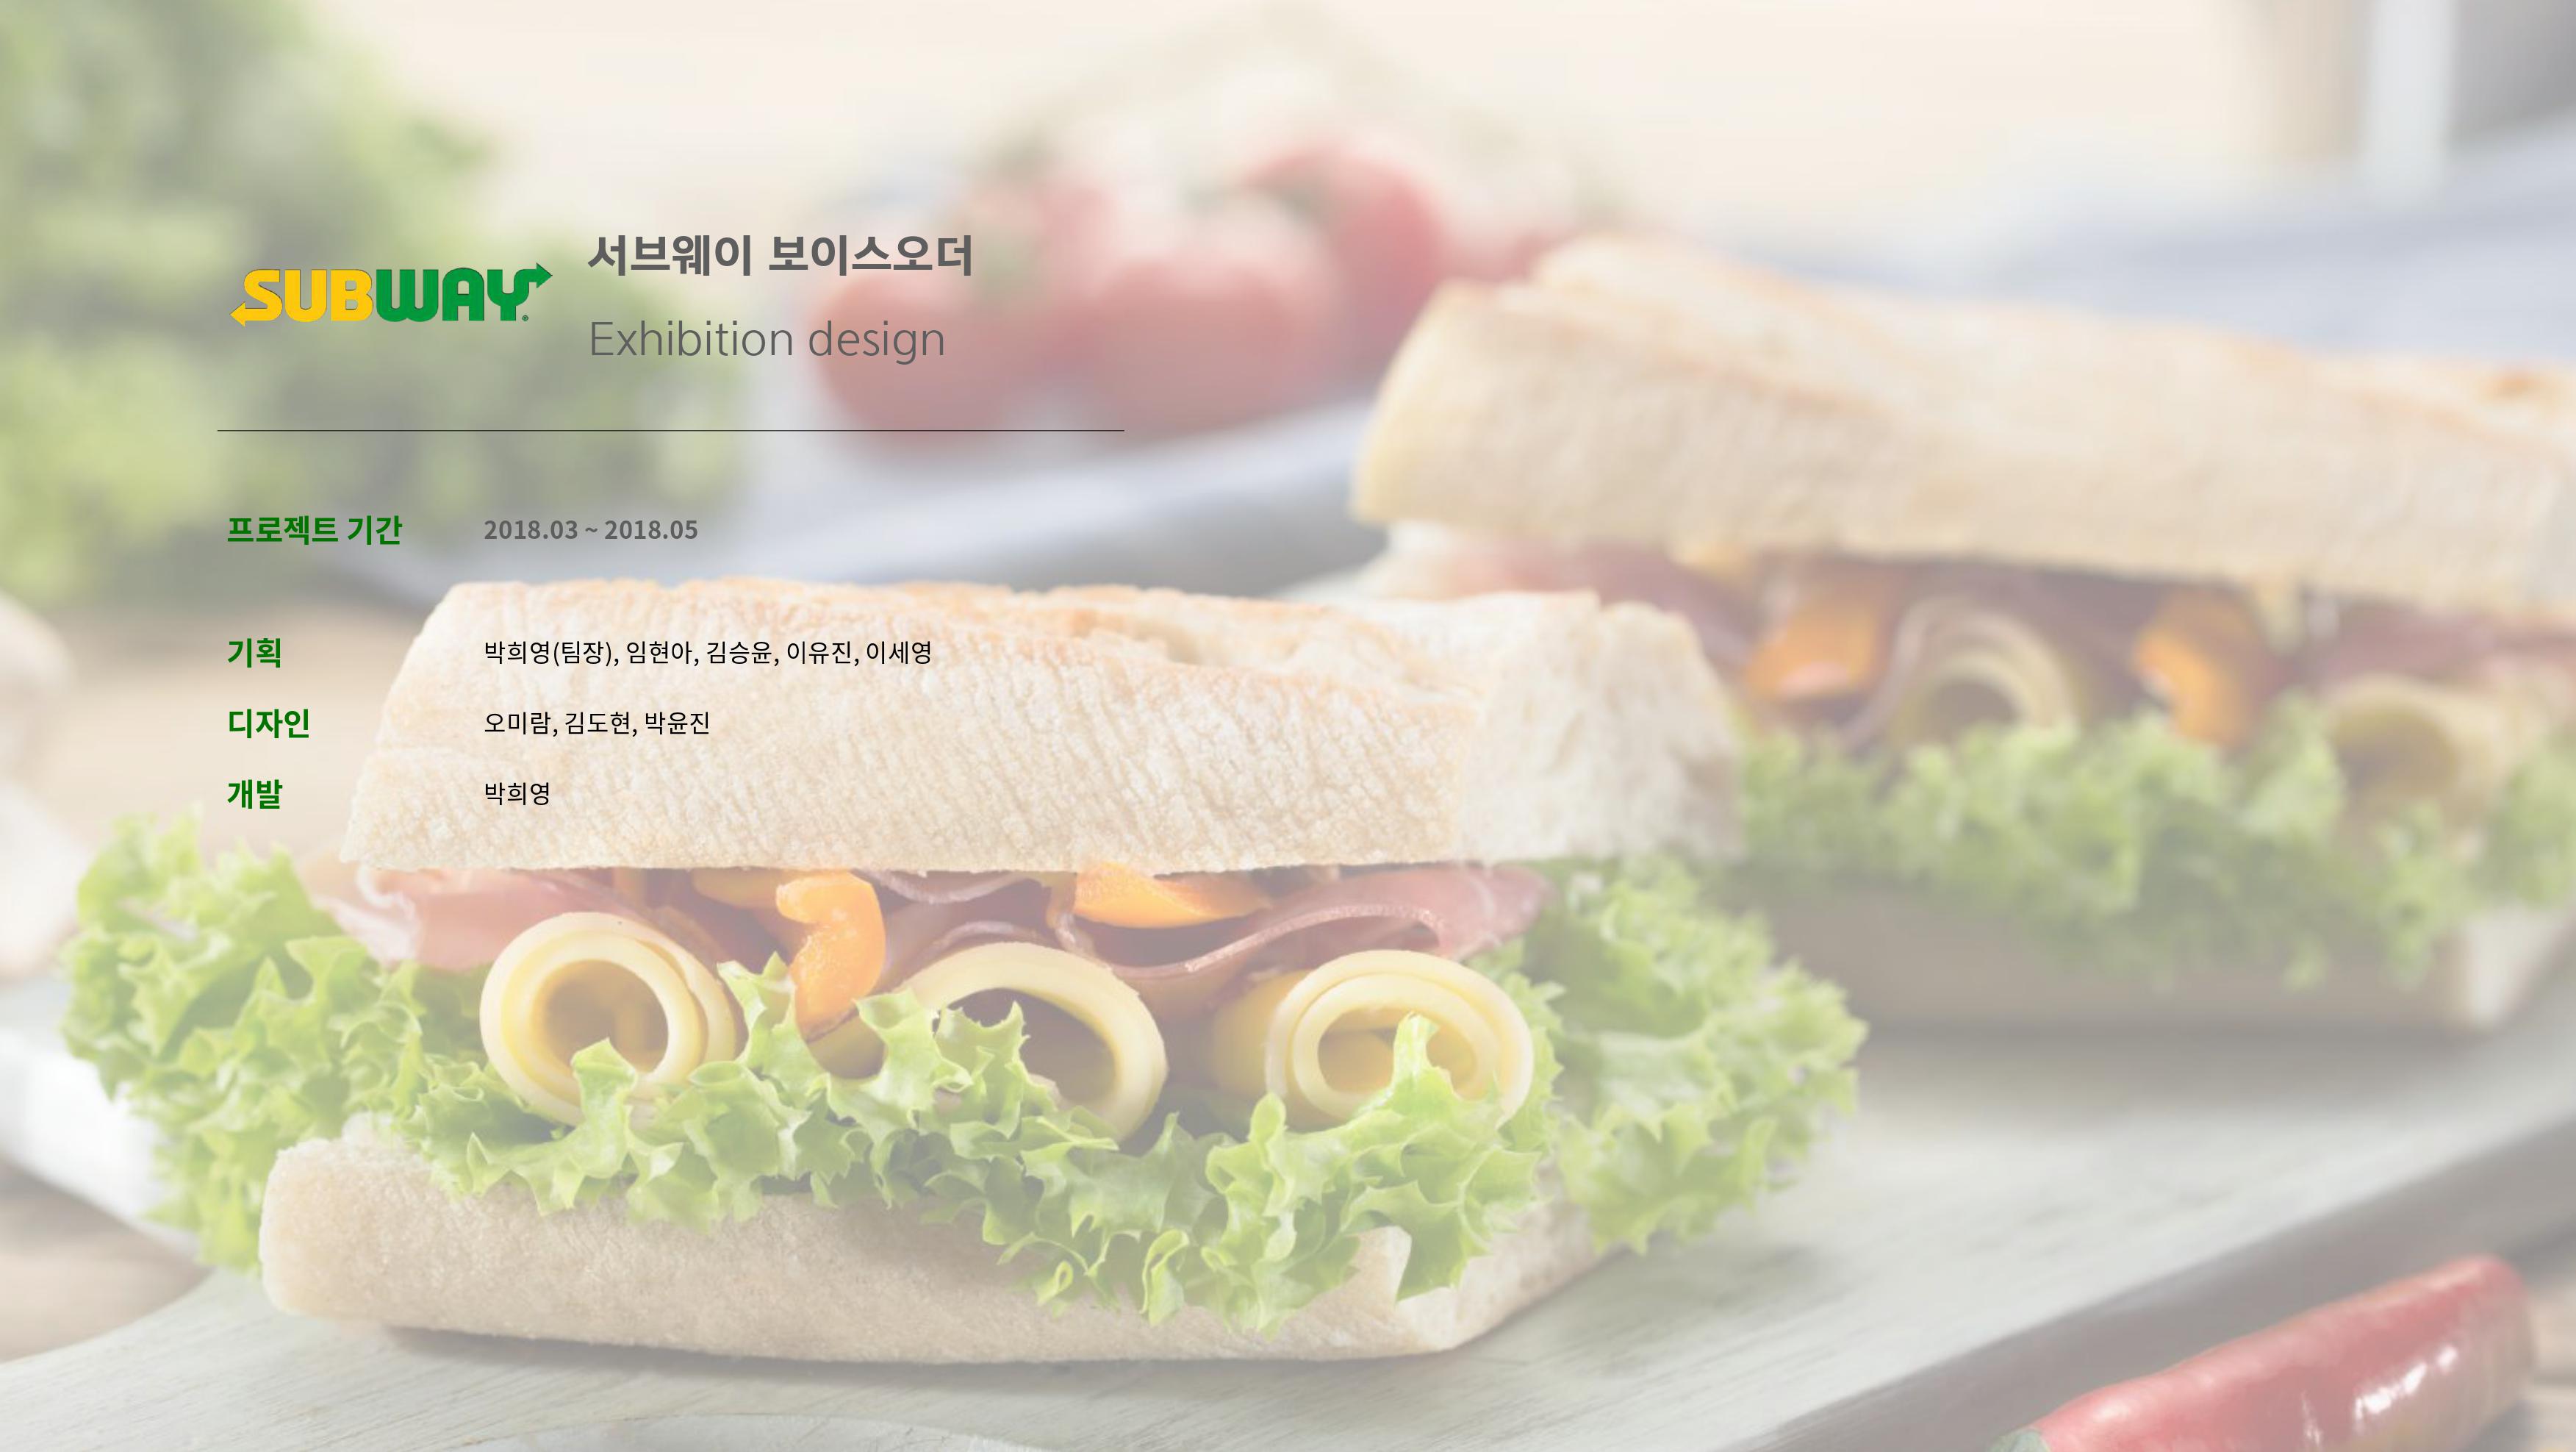 SUBWAY
서브웨이 보이스오더
Exhibition design
프로젝트 기간 2018.03 ~ 2018.05
기획 박희영(팀장), 임현아, 김승윤, 이유진, 이세영
디자인 오미람, 김도현, 박윤진
개발 박희영